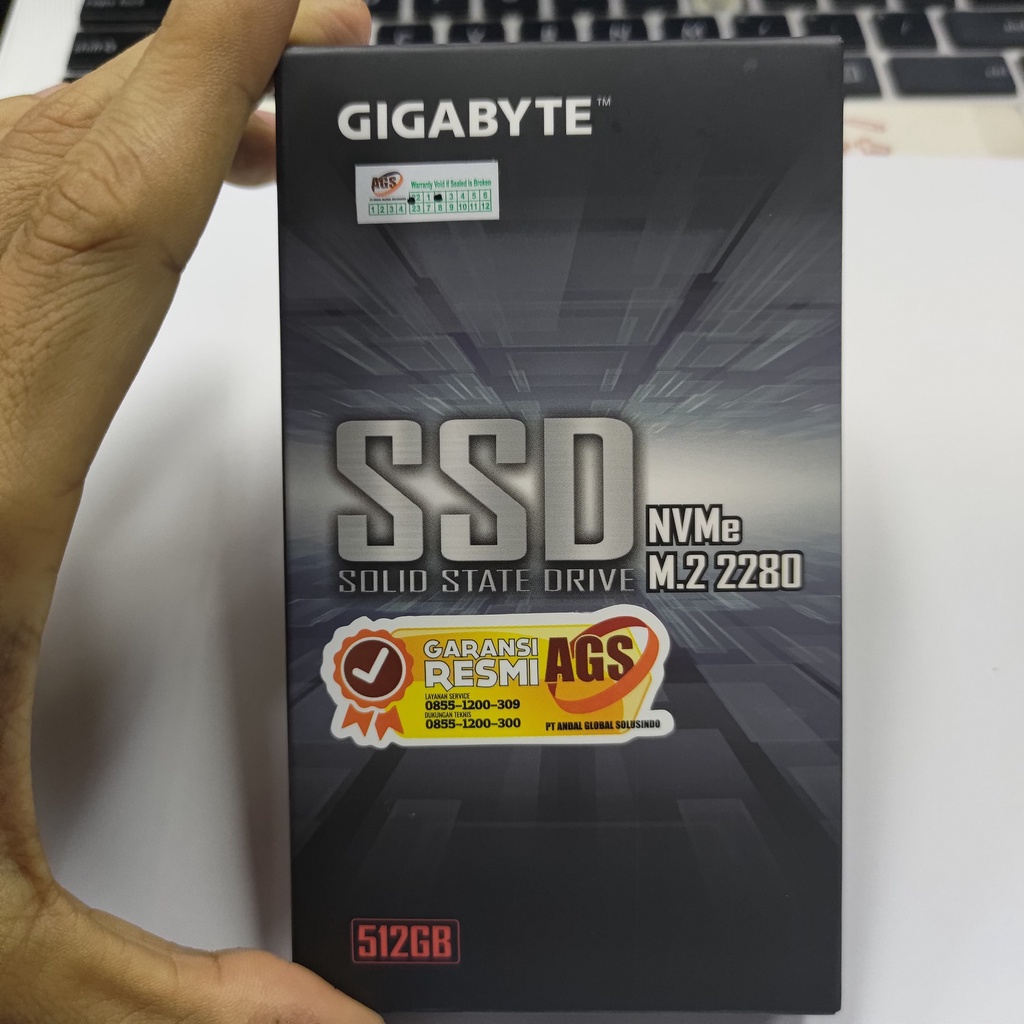 GIGABYTE™
AGS
Warranty Void If Sealed is Broken
22 1 3 4 5 6
1 2 3 4 23 7 8 9 10 11 12
SSD
SOLID STATE DRIVE
NVMe
M.2 2280
GARANSI
RESMI
AGS
LAYANAN SERVICE
0855-1200-309
DUKUNGAN TEKNIS
0855-1200-300
PT ANDAL GLOBAL SOLUSINDO
512GB